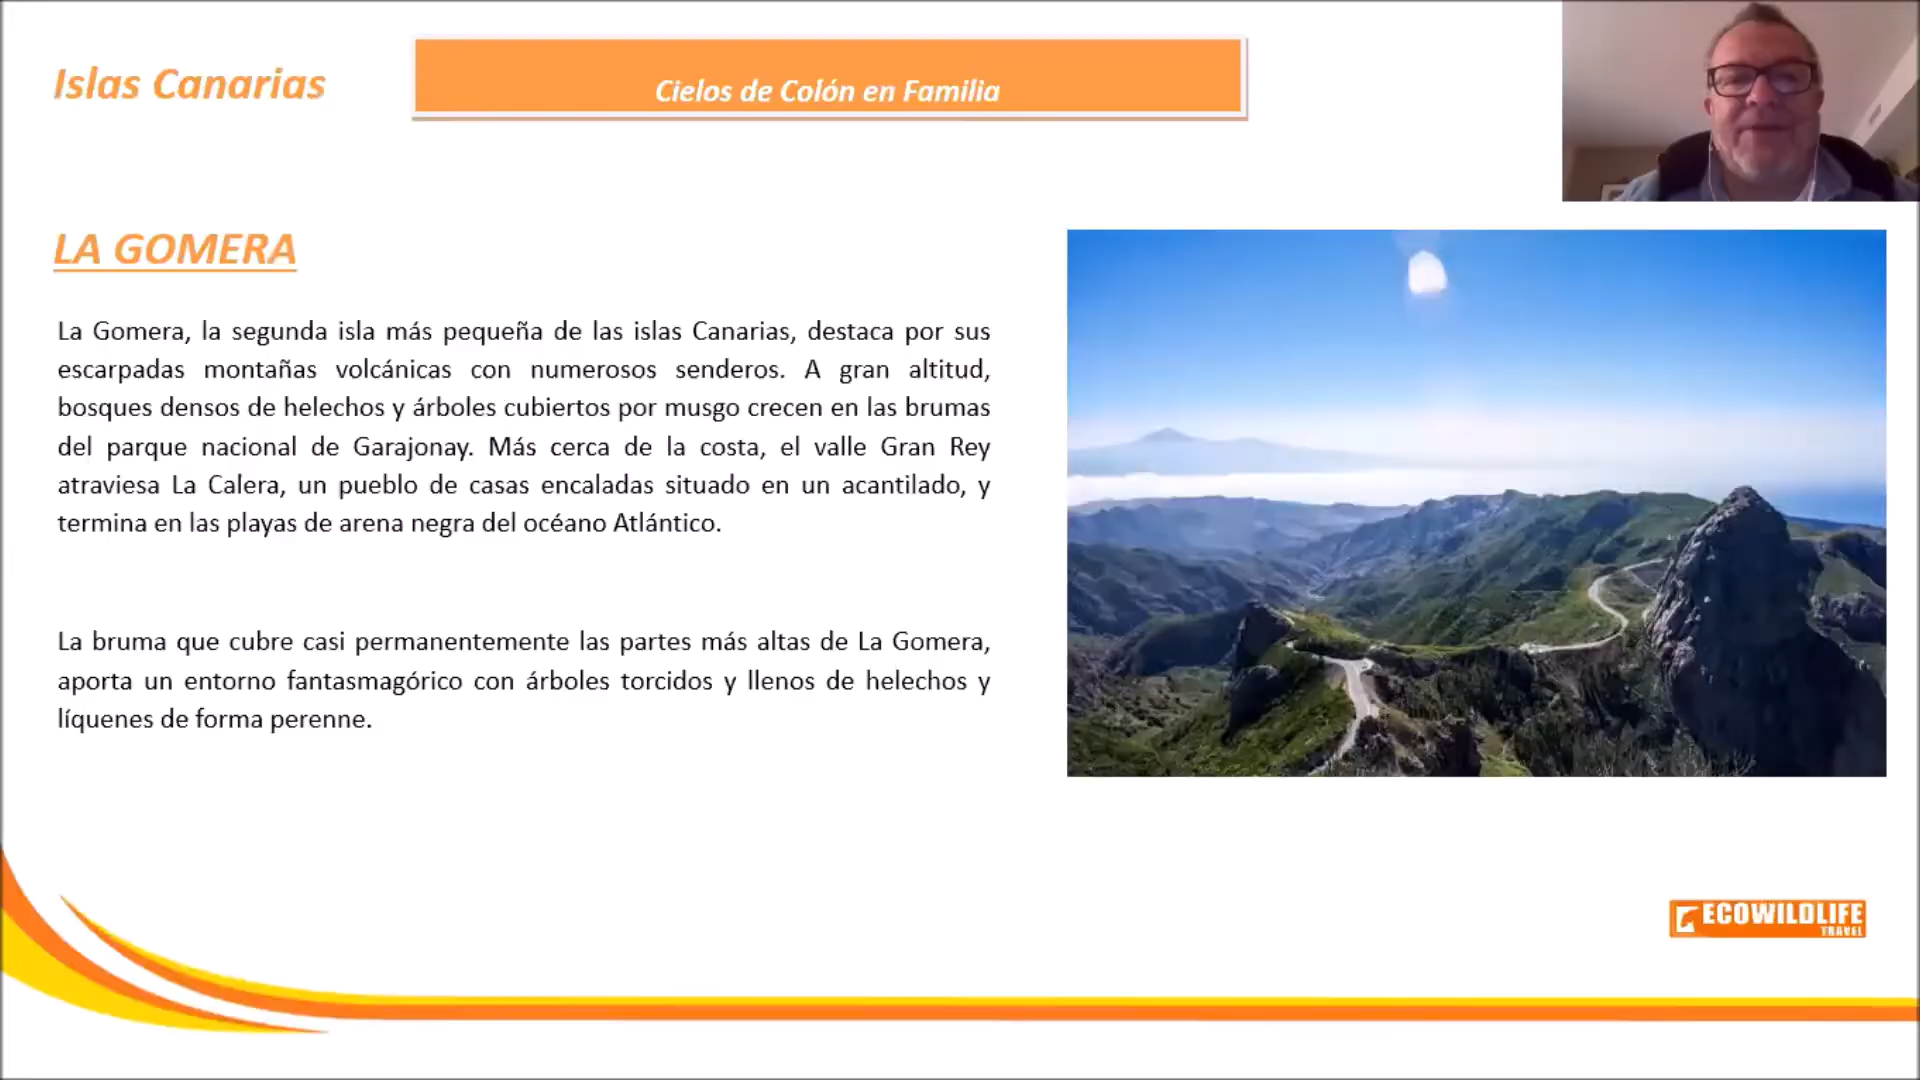 Islas Canarias
Cielos de Colón en Familia
LA GOMERA
La Gomera, la segunda isla más pequeña de las islas Canarias, destaca por sus
escarpadas montañas volcánicas con numerosos senderos. A gran altitud,
bosques densos de helechos y árboles cubiertos por musgo crecen en las brumas
del parque nacional de Garajonay. Más cerca de la costa, el valle Gran Rey
atraviesa La Calera, un pueblo de casas encaladas situado en un acantilado, y
termina en las playas de arena negra del océano Atlántico.
La bruma que cubre casi permanentemente las partes más altas de La Gomera,
aporta un entorno fantasmagórico con árboles torcidos y llenos de helechos y
líquenes de forma perenne.
ECOWILDLIFE
TRAVEL